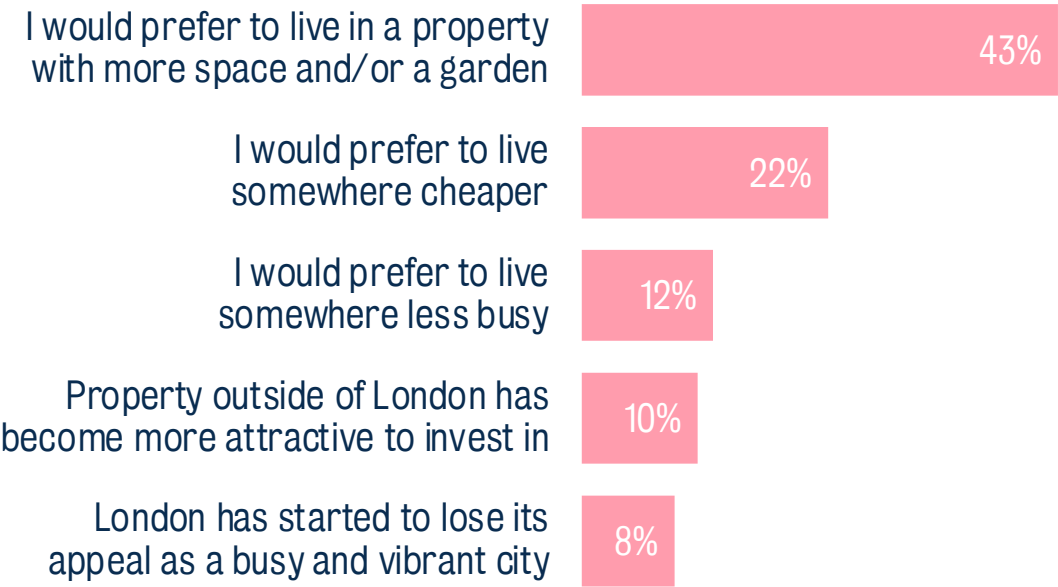 I would prefer to live in a property
with more space and/or a garden
43%
I would prefer to live
somewhere cheaper
22%
I would prefer to live
somewhere less busy
12%
Property outside of London has
become more attractive to invest in
10%
London has started to lose its
appeal as a busy and vibrant city
8%